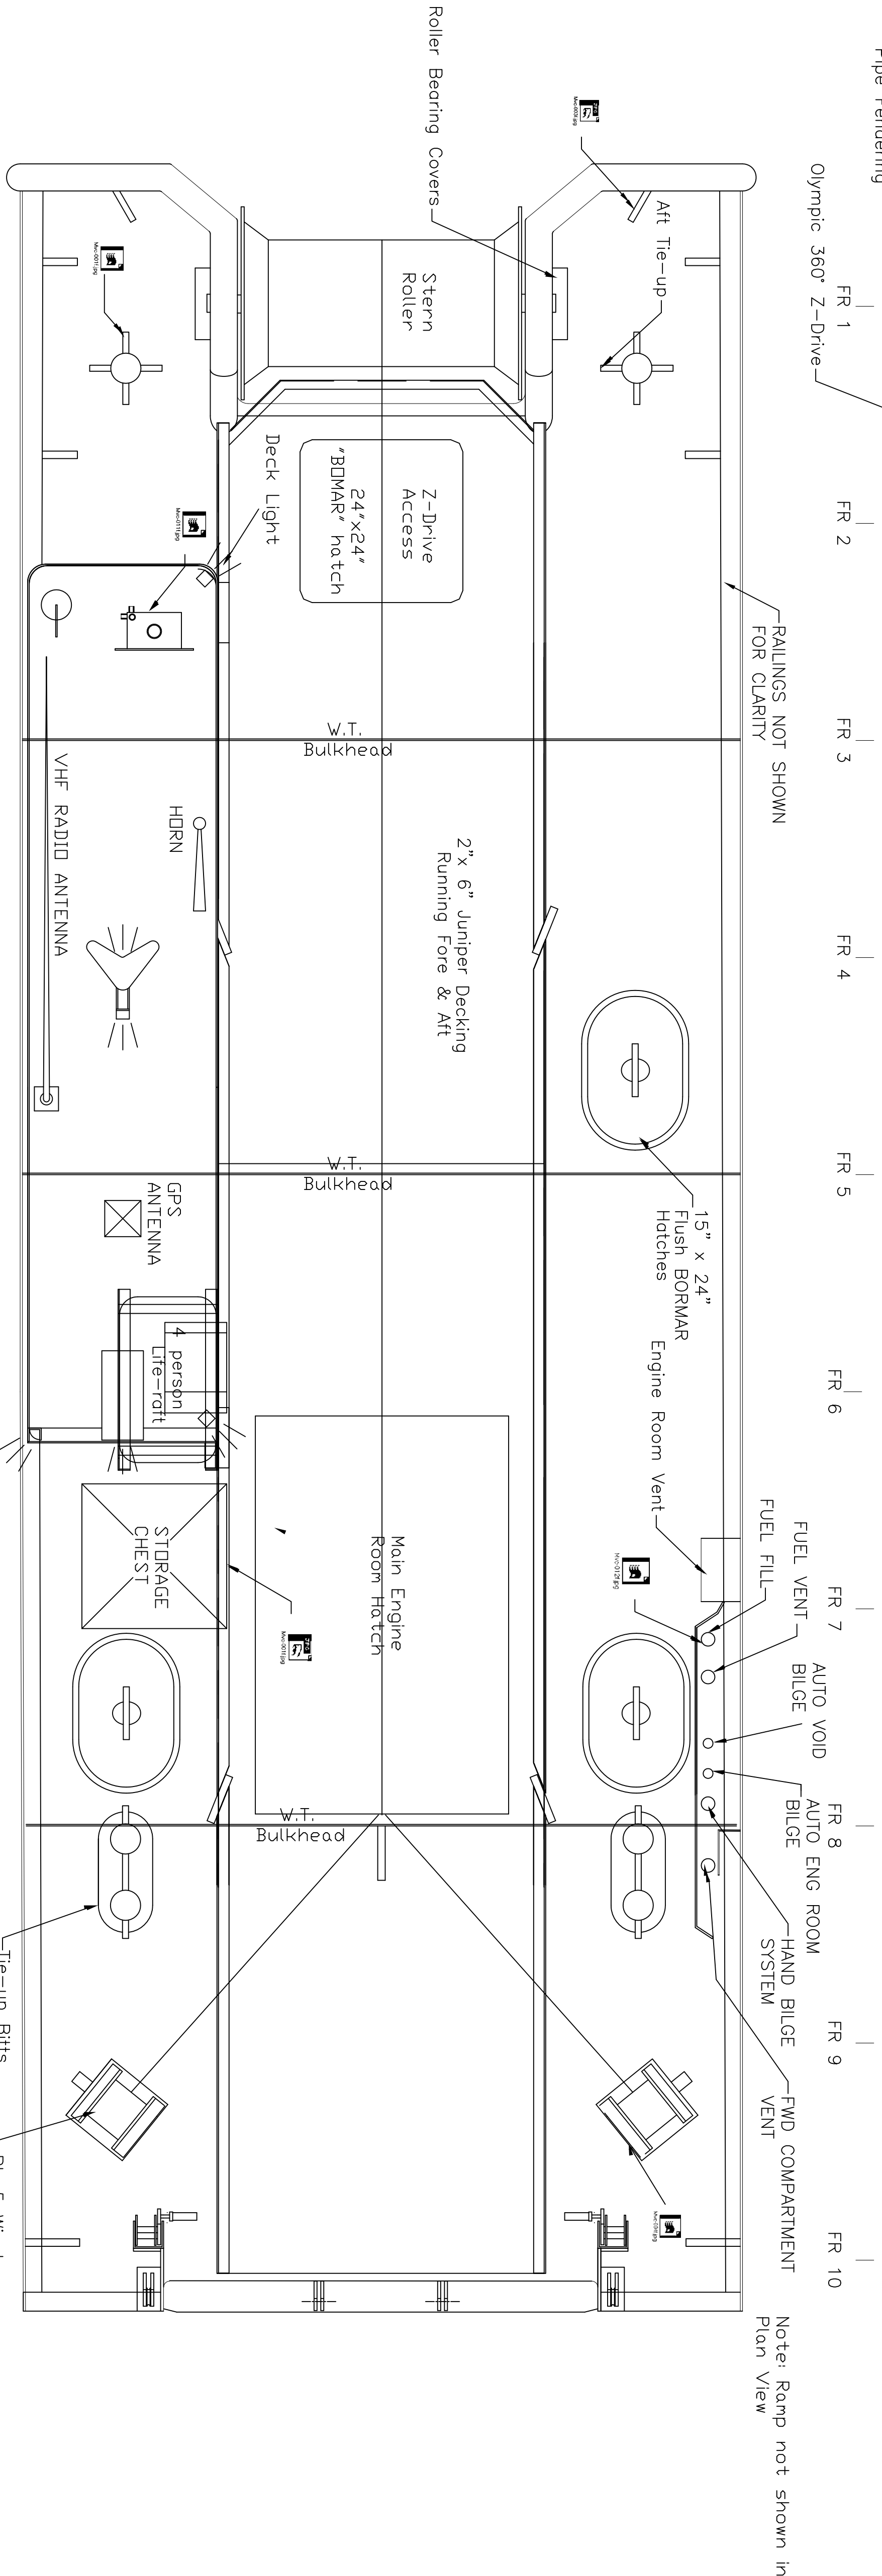 Pipe Fendering
Olympic 360° Z-Drive
FR 1
FR 2
FR 3
FR 4
FR 5
FR 6
FR 7
FR 8
FR 9
FR 10
Roller Bearing Covers
Aft Tie-up
Stern
Roller
Deck Light
Z-Drive
Access
24"x24"
"BOMAR" hatch
RAILINGS NOT SHOWN
FOR CLARITY
W.T.
Bulkhead
VHF RADIO ANTENNA
HORN
2"x 6" Juniper Decking
Running Fore & Aft
W.T.
Bulkhead
GPS
ANTENNA
15" x 24"
Flush BORMAR
Hatches
4 person
Life-raft
Engine Room Vent
FUEL FILL
FUEL VENT
STORAGE
CHEST
Main Engine
Room Hatch
AUTO VOID
BILGE
AUTO ENG ROOM
BILGE
W.T.
Bulkhead
HAND BILGE
SYSTEM
FWD COMPARTMENT
VENT
Tie-up Bitts
Note: Ramp not shown in
Plan View